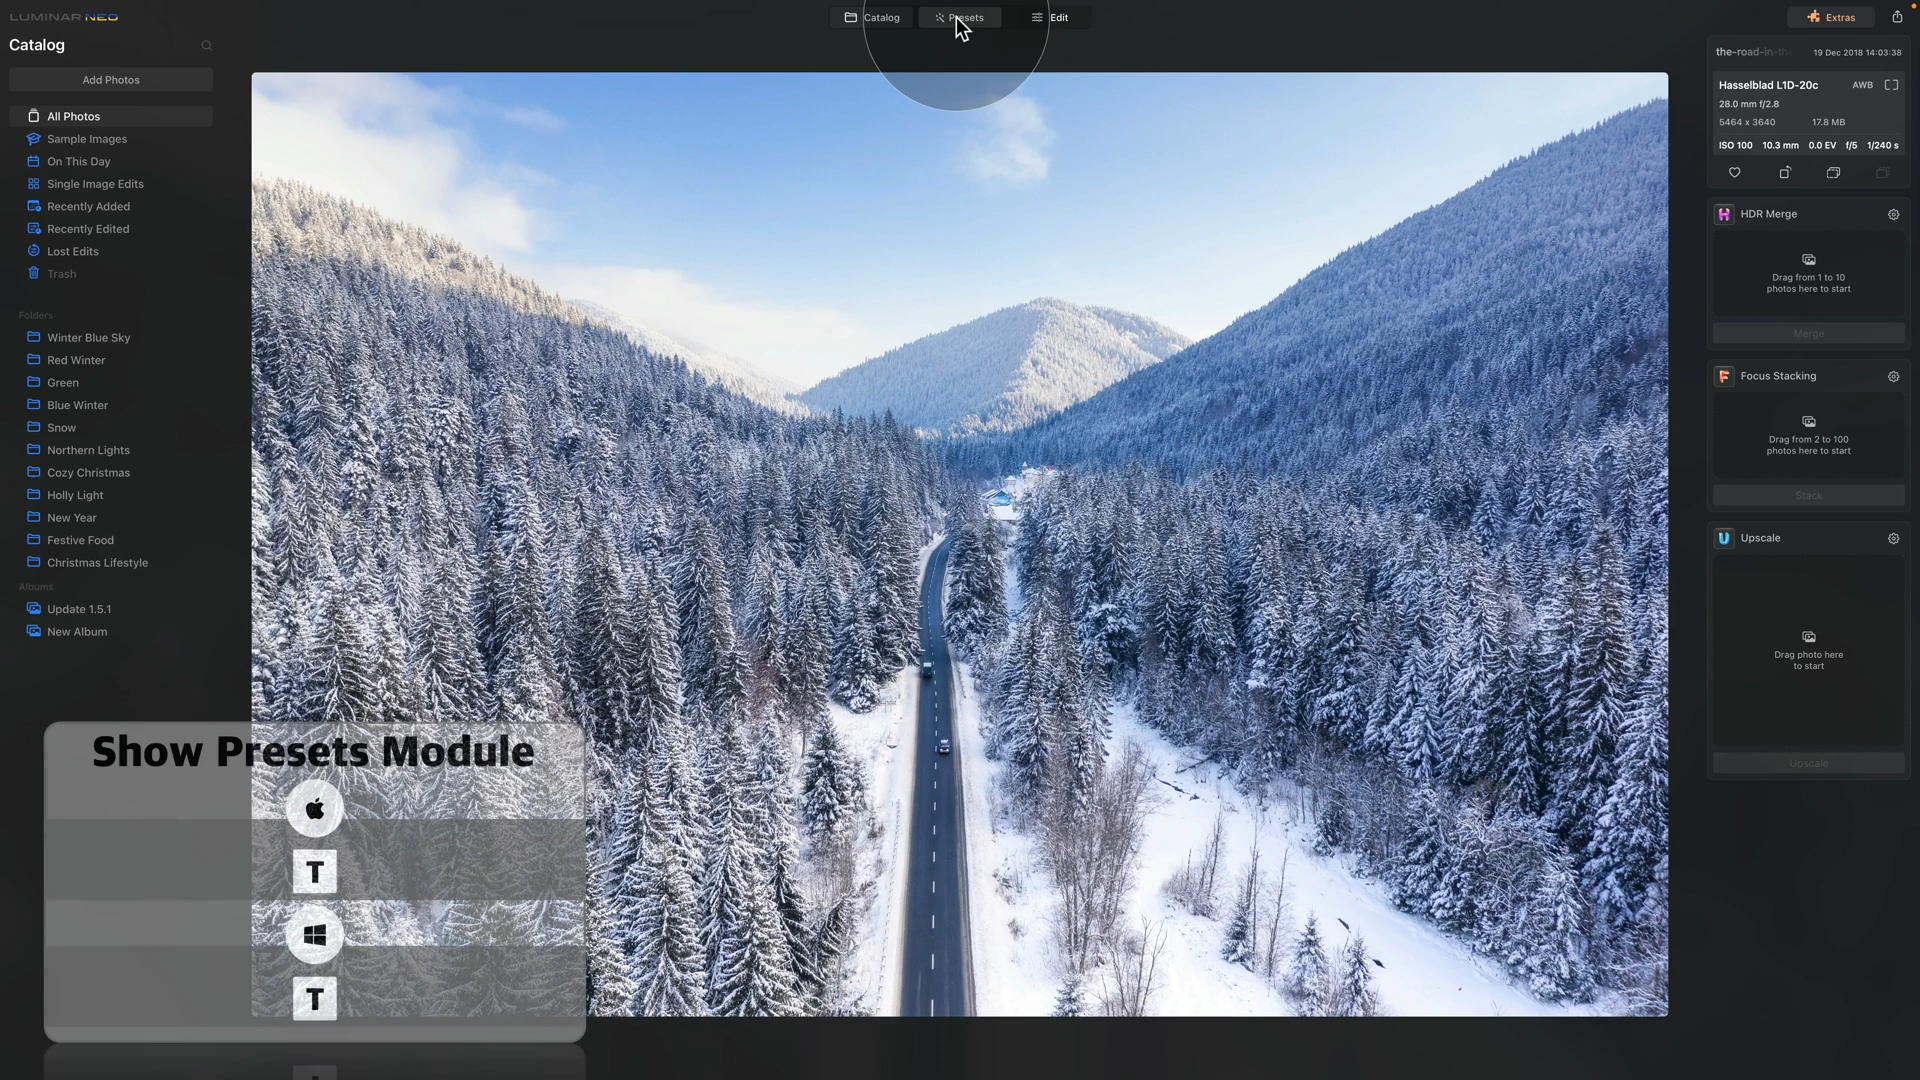 LUMINAR NEO
Catalog
Presets
Edit
Extras
Catalog
Add Photos
All Photos
Sample Images
On This Day
Single Image Edits
Recently Added
Recently Edited
Lost Edits
Trash
Folders
Winter Blue Sky
Red Winter
Green
Blue Winter
Snow
Northern Lights
Cozy Christmas
Holly Light
New Year
Festive Food
Christmas Lifestyle
Albums
Update 1.5.1
New Album
Show Presets Module
T
T
the-road-in-the 19 Dec 2018 14:03:38
Hasselblad L1D-20c AWB
28.0 mm f/2.8
5464 x 3640 17.8 MB
ISO 100 10.3 mm 0.0 EV f/5 1/240 s
HDR Merge
Drag from 1 to 10
photos here to start
Merge
Focus Stacking
Drag from 2 to 100
photos here to start
Stack
Upscale
Drag photo here
to start
Upscale